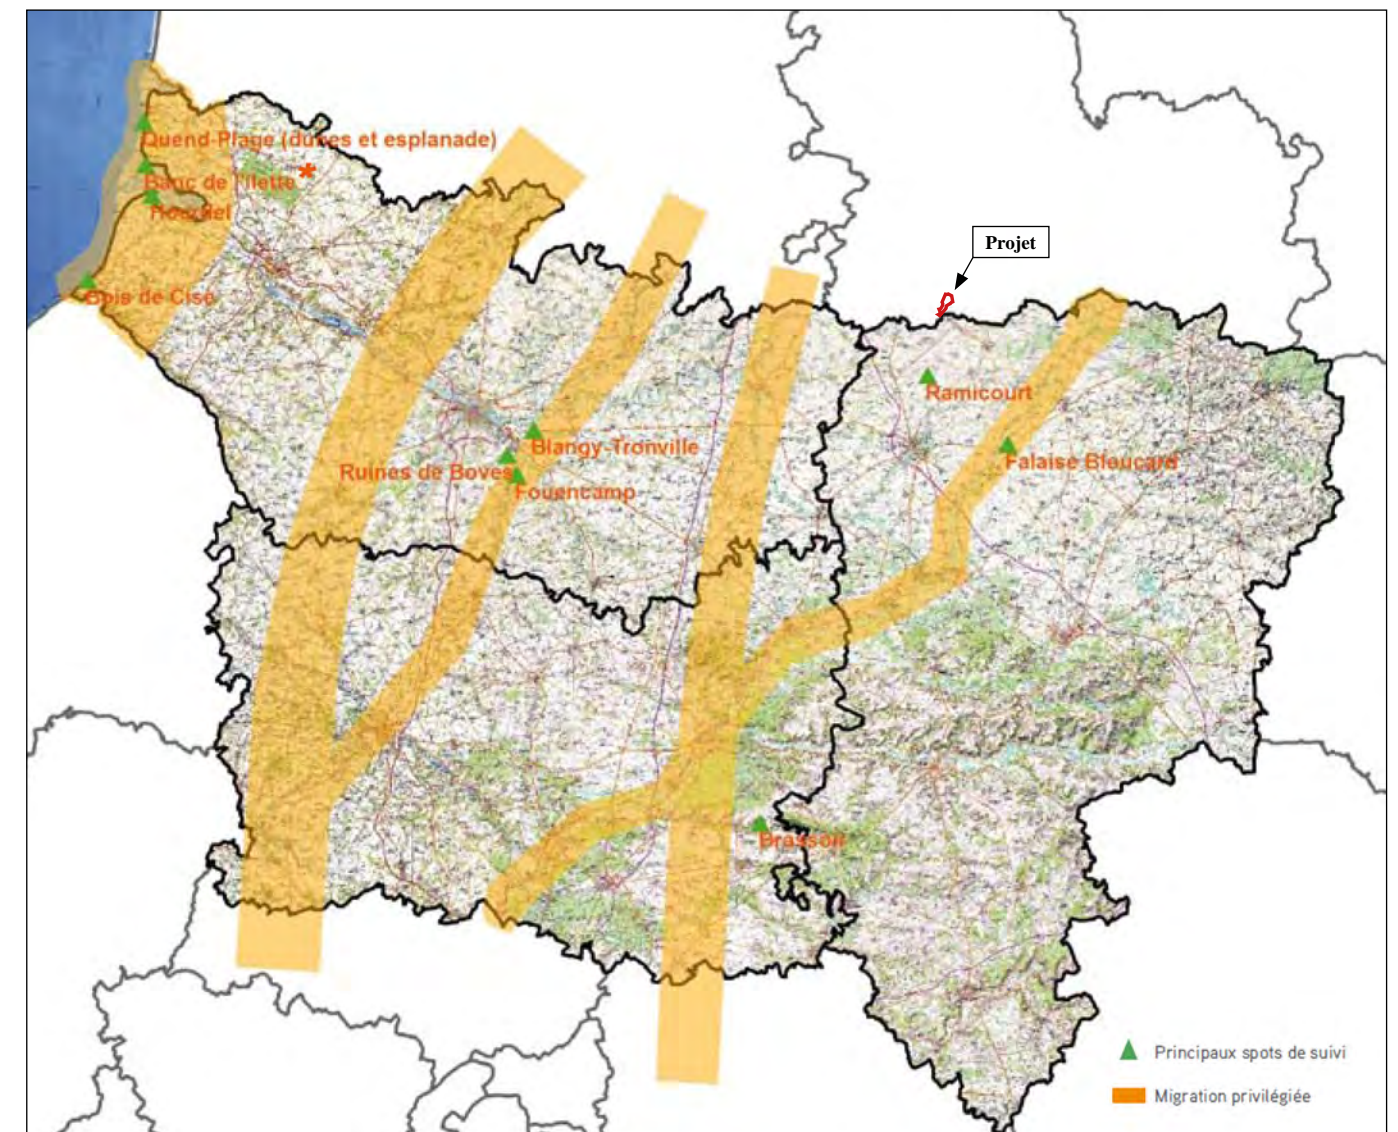 Quend-Plage (dunes et esplanade)
Banc de l'Ilette
Hourdel
Bois de Cise
Projet
Ramicourt
Blangy-Tronville
Falaise Bloucard
Ruines de Boves
Fouencamp
Brassoir
Principaux spots de suivi
Migration privilégiée